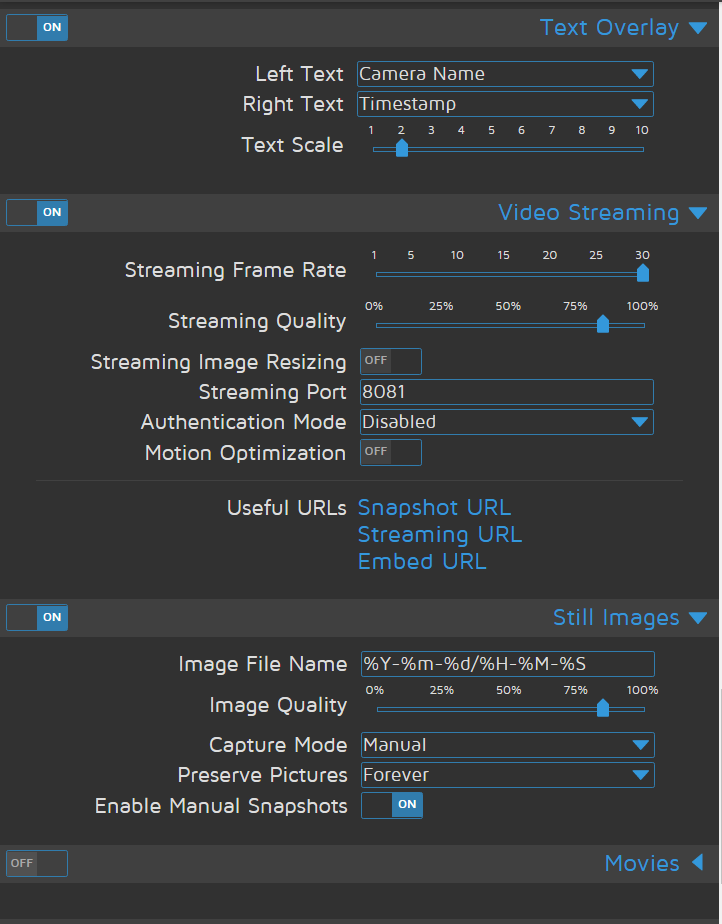 ON Text Overlay
Left Text Camera Name
Right Text Timestamp
1 2 3 4 5 6 7 8 9 10
Text Scale
ON Video Streaming
1 5 10 15 20 25 30
Streaming Frame Rate
0% 25% 50% 75% 100%
Streaming Quality
Streaming Image Resizing OFF
Streaming Port 8081
Authentication Mode Disabled
Motion Optimization OFF
Useful URLs Snapshot URL
Streaming URL
Embed URL
ON Still Images
Image File Name %Y-%m-%d/%H-%M-%S
0% 25% 50% 75% 100%
Image Quality
Capture Mode Manual
Preserve Pictures Forever
Enable Manual Snapshots ON
OFF Movies